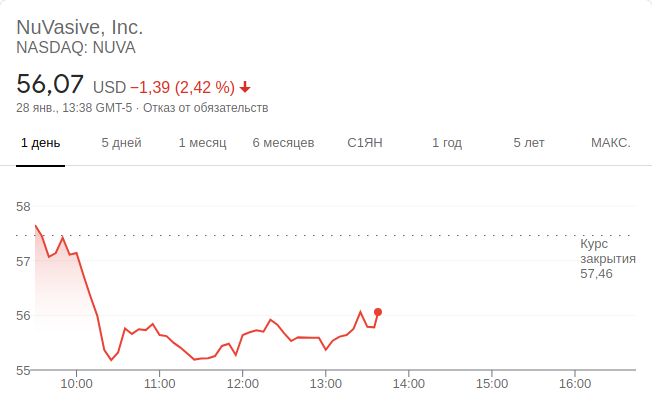 NuVasive, Inc.
NASDAQ: NUVA
56,07 USD −1,39 (2,42 %)
28 янв., 13:38 GMT-5 · Отказ от обязательств
1 день 5 дней 1 месяц 6 месяцев С1ЯН 1 год 5 лет МАКС.
58
57
56
55
Курс
закрытия
57,46
10:00 11:00 12:00 13:00 14:00 15:00 16:00